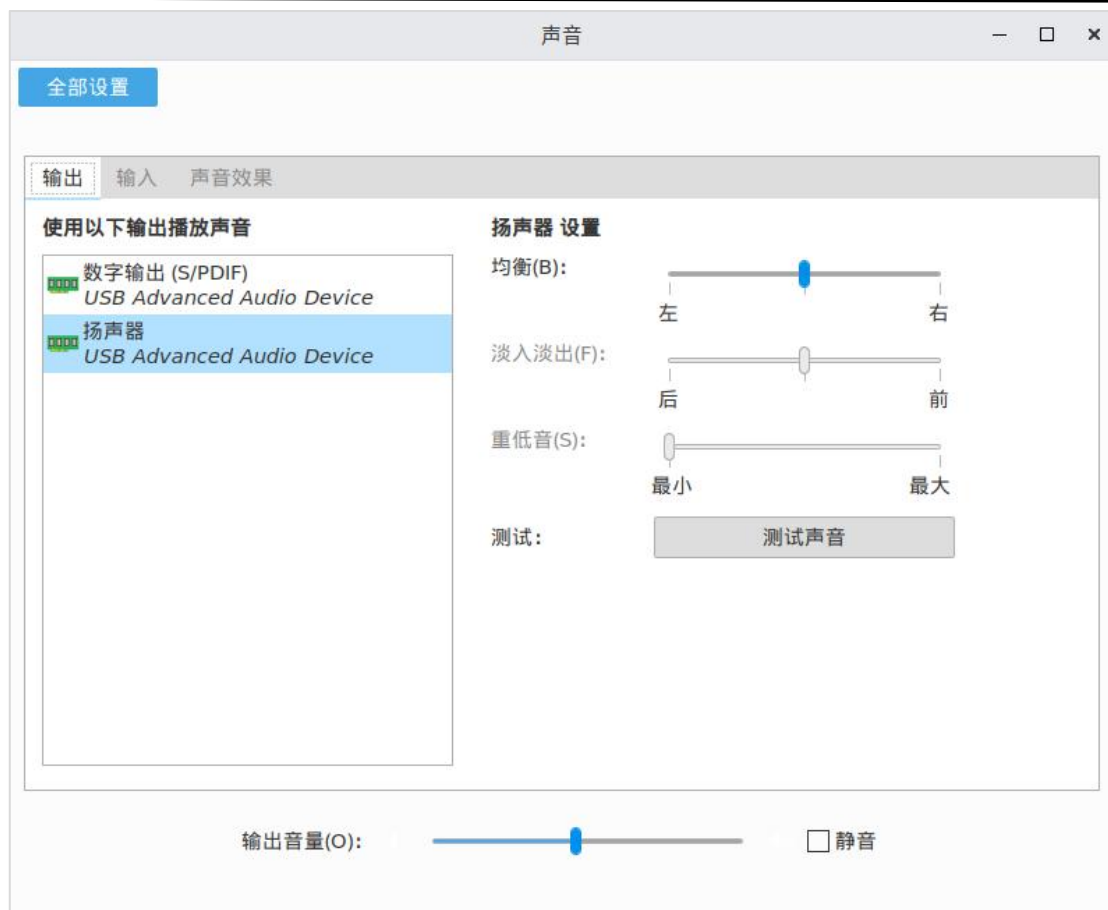 声音
全部设置
输出 输入 声音效果
使用以下输出播放声音
数字输出 (S/PDIF)
USB Advanced Audio Device
扬声器
USB Advanced Audio Device
扬声器 设置
均衡(B):
左 右
淡入淡出(F):
后 前
重低音(S):
最小 最大
测试: 测试声音
输出音量(O): 静音